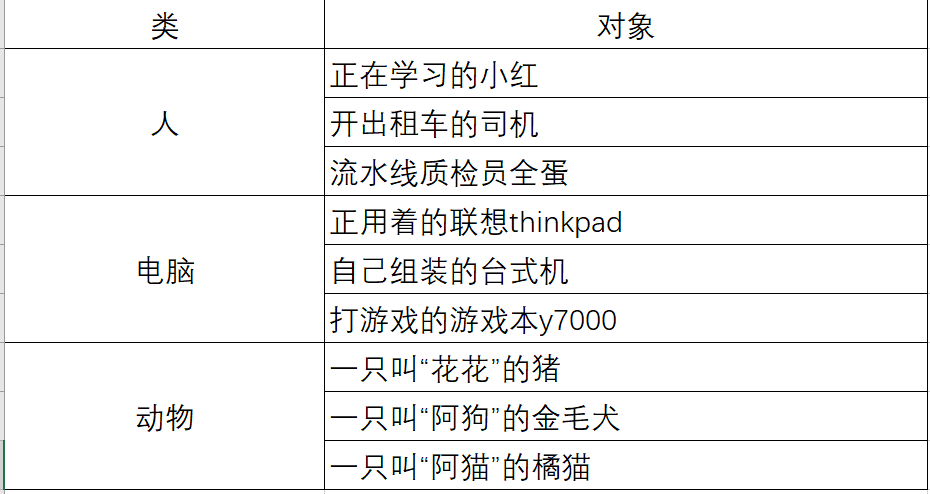 类 对象
人
正在学习的小红
开出租车的司机
流水线质检员全蛋
电脑
正用着的联想thinkpad
自己组装的台式机
打游戏的游戏本y7000
动物
一只叫“花花”的猪
一只叫“阿狗”的金毛犬
一只叫“阿猫”的橘猫